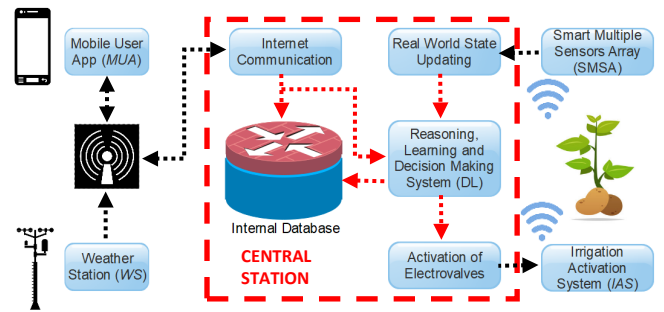 Mobile User
App (MUA)
Internet
Communication
Real World State
Updating
Smart Multiple
Sensors Array
(SMSA)
Reasoning,
Learning and
Decision Making
System (DL)
Internal Database
Weather
Station (WS)
CENTRAL
STATION
Activation of
Electrovalves
Irrigation
Activation
System (IAS)